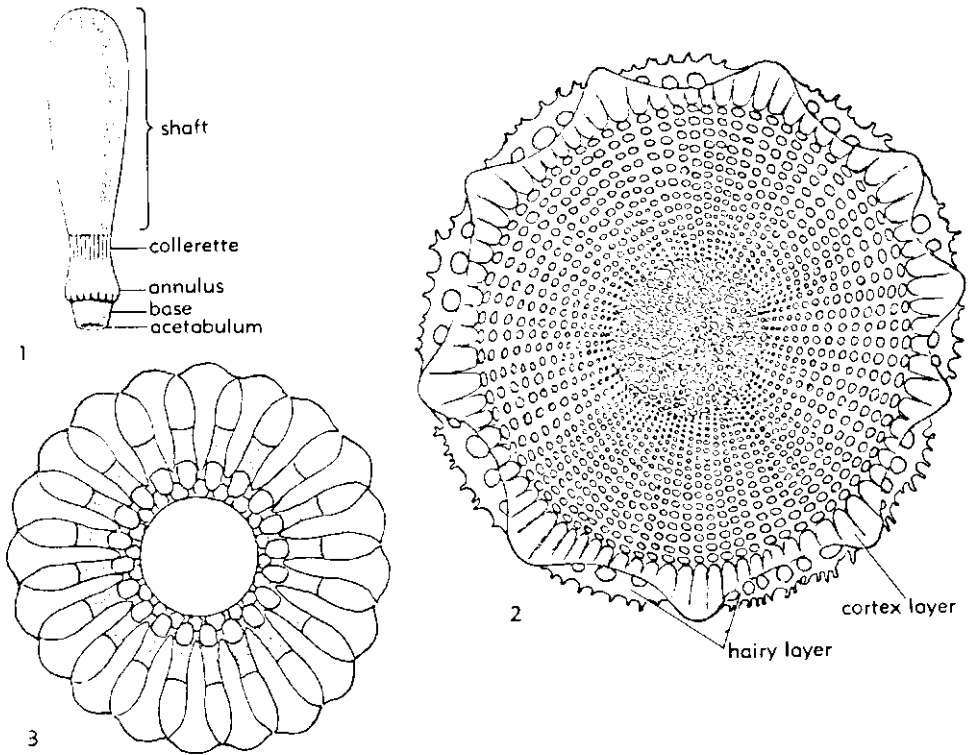 shaft
collerette
annulus
base
acetabulum
1
2
cortex layer
hairy layer
3